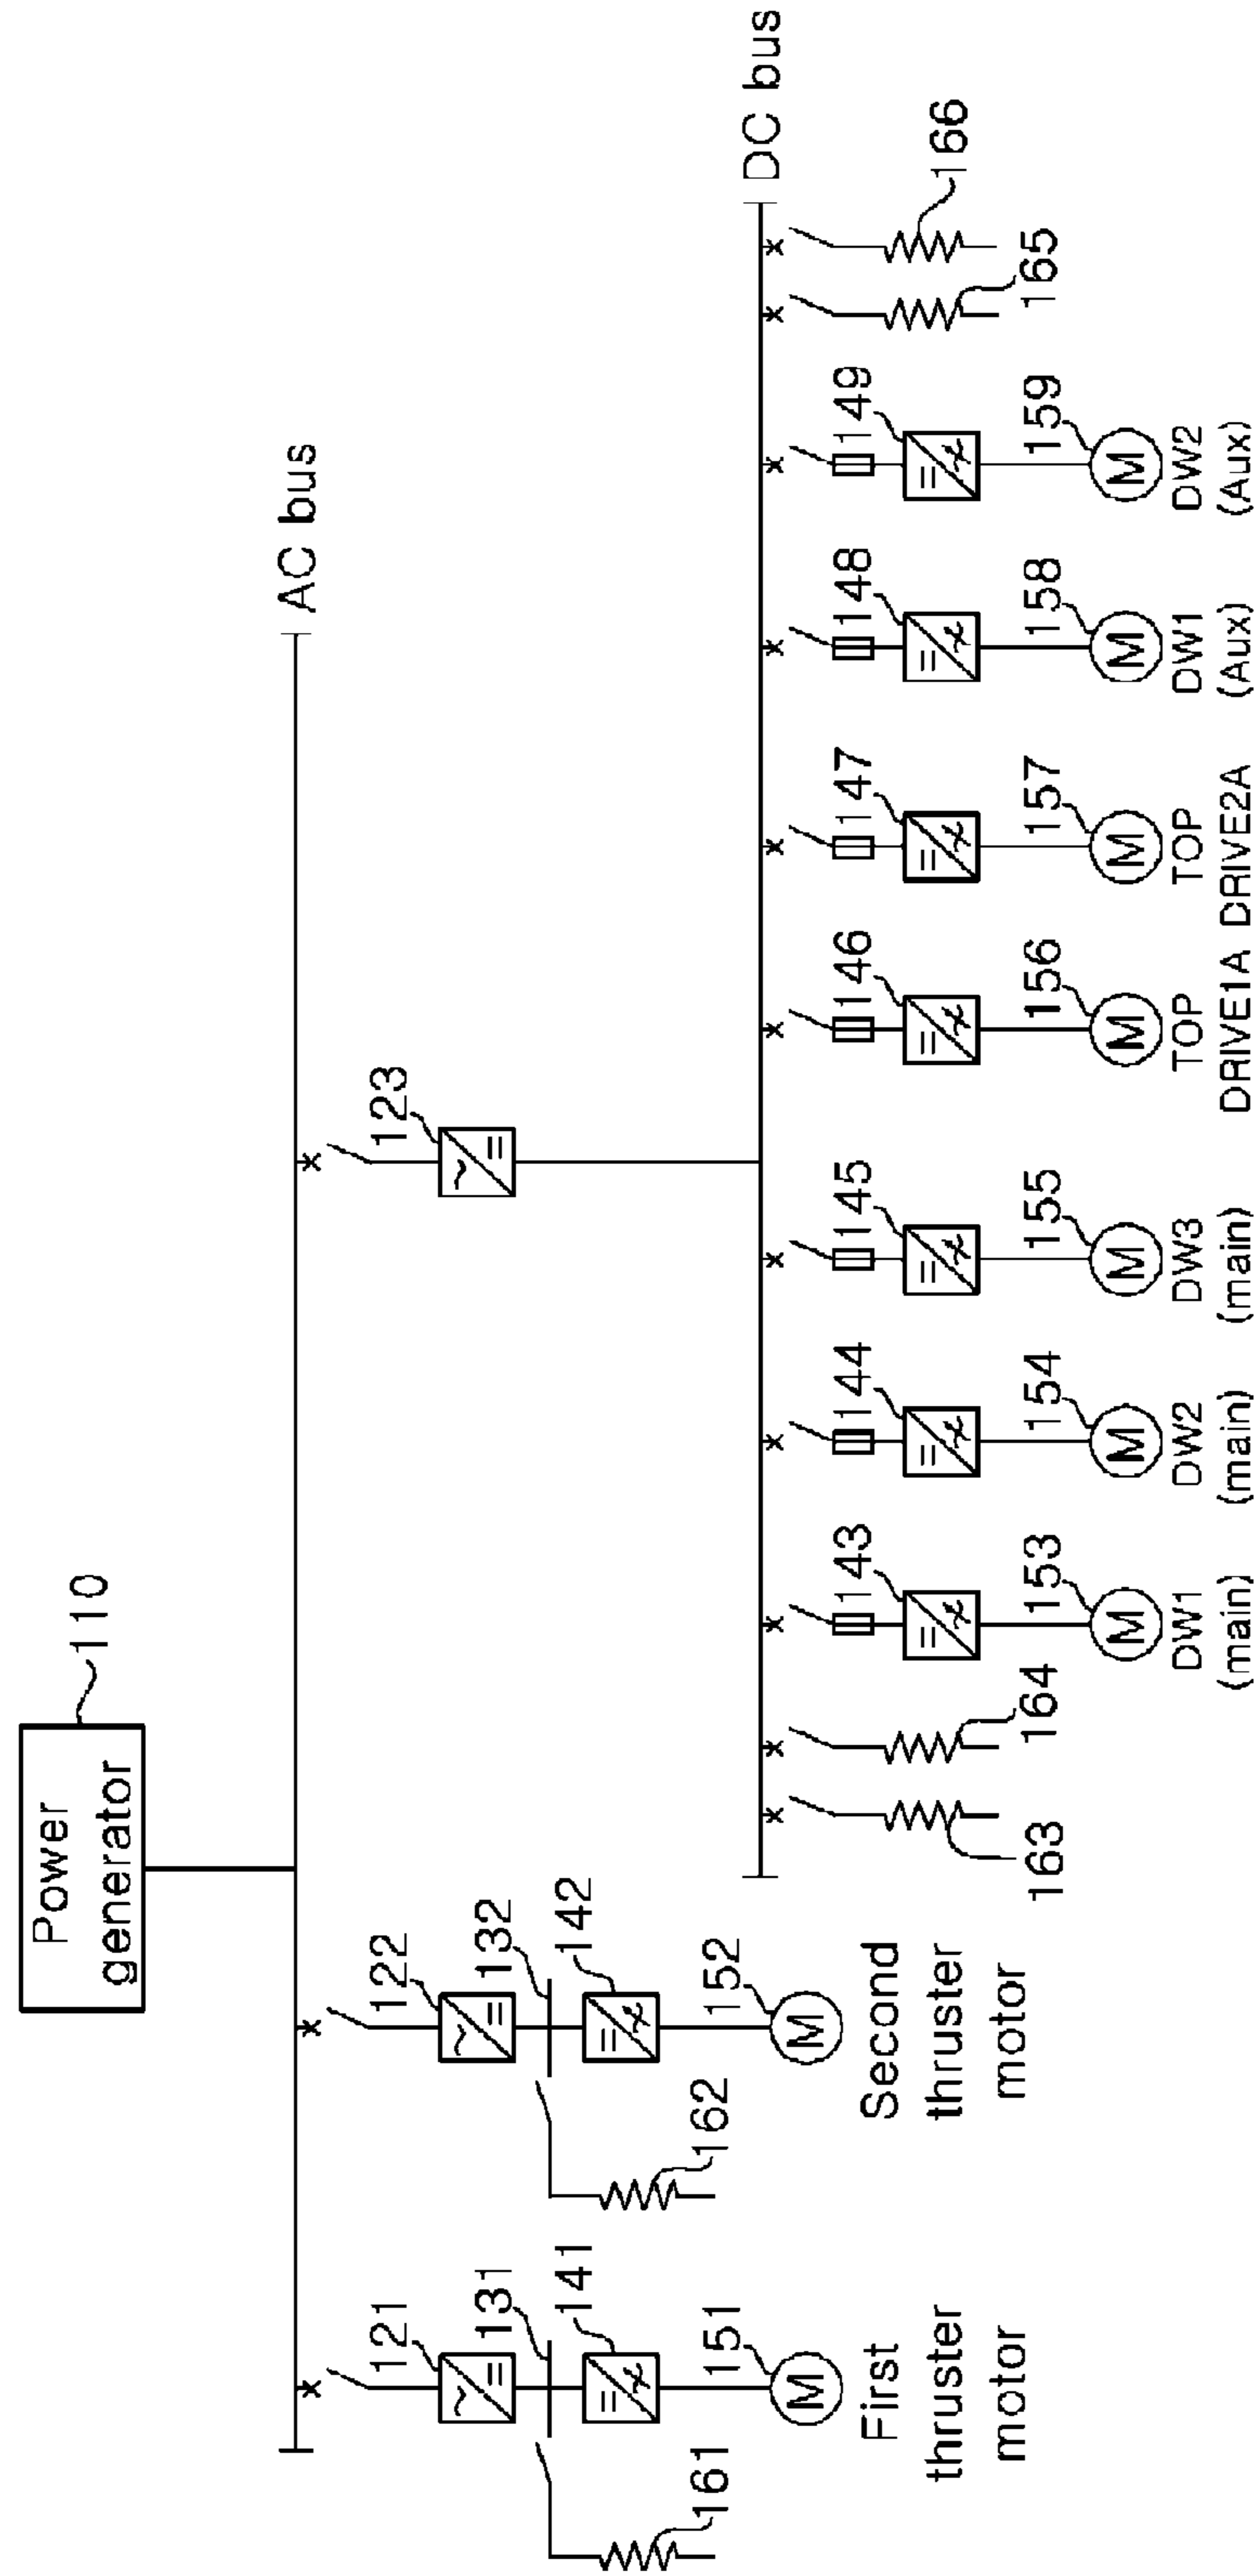 Power
generator
110
AC bus
121
122
123
131
132
141
142
161
162
151
152
First
thruster
motor
Second
thruster
motor
DC bus
143
144
145
146
147
148
149
163
164
165
166
153
154
155
156
157
158
159
DW1
(main)
DW2
(main)
DW3
(main)
TOP
DRIVE1A
TOP
DRIVE2A
DW1
(Aux)
DW2
(Aux)
M
M
M
M
M
M
M
M
M